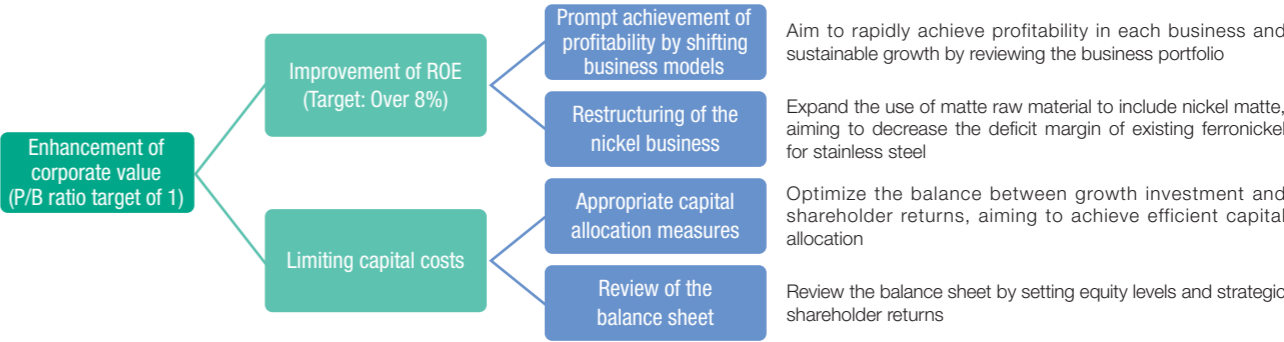 Enhancement of
corporate value
(P/B ratio target of 1)
Improvement of ROE
(Target: Over 8%)
Prompt achievement of
profitability by shifting
business models
Aim to rapidly achieve profitability in each business and
sustainable growth by reviewing the business portfolio
Restructuring of the
nickel business
Expand the use of matte raw material to include nickel matte,
aiming to decrease the deficit margin of existing ferronickel
for stainless steel
Limiting capital costs
Appropriate capital
allocation measures
Optimize the balance between growth investment and
shareholder returns, aiming to achieve efficient capital
allocation
Review of the
balance sheet
Review the balance sheet by setting equity levels and strategic
shareholder returns